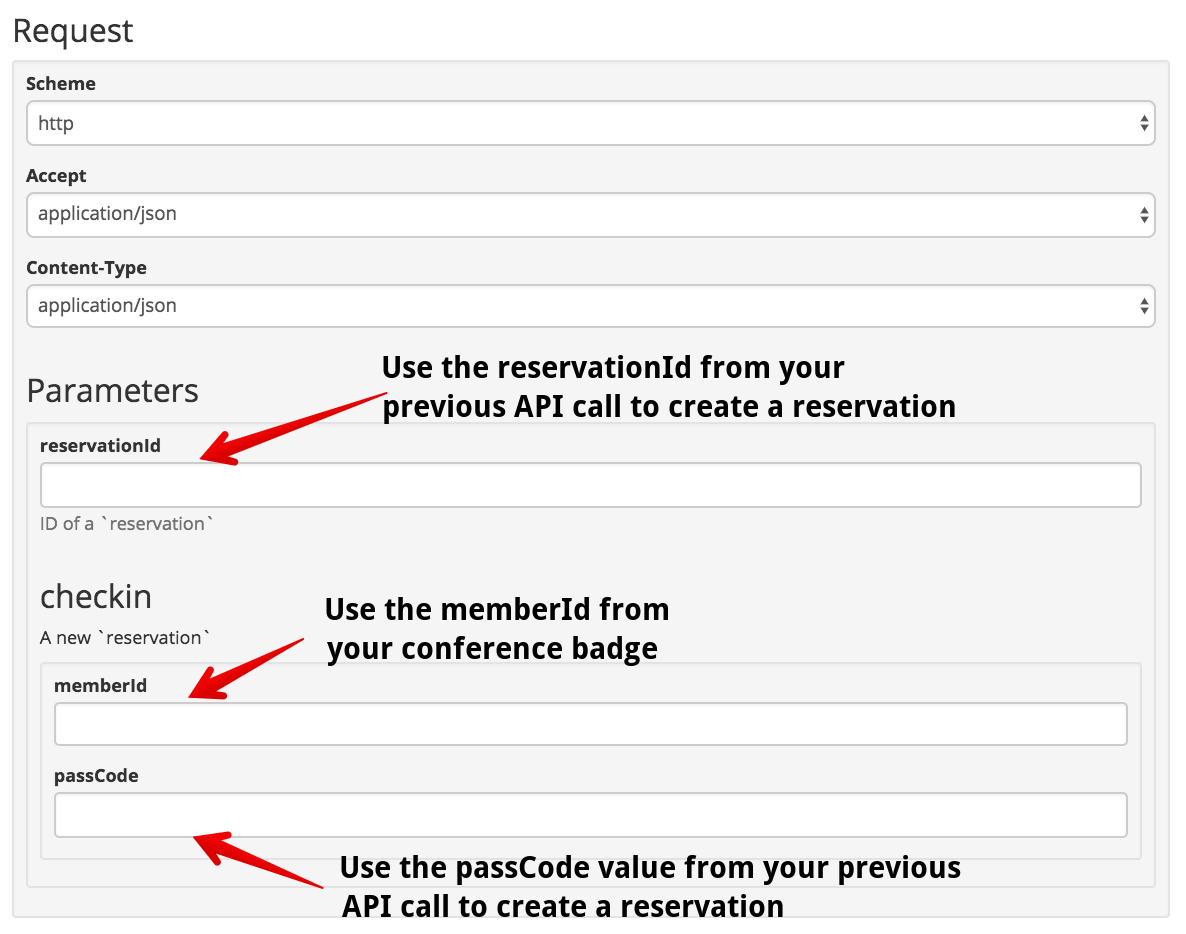 Request
Scheme
http
Accept
application/json
Content-Type
application/json
Use the reservationId from your
previous API call to create a reservation
Parameters
reservationId
ID of a `reservation`
checkin
A new `reservation`
Use the memberId from
your conference badge
memberId
passCode
Use the passCode value from your previous
API call to create a reservation